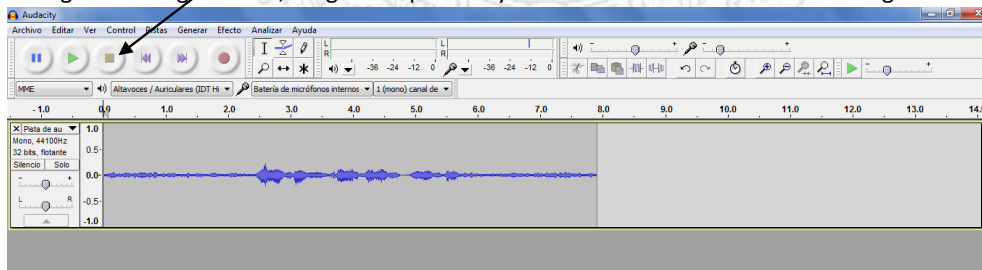 Audacity
Archivo Editar Ver Control Pistas Generar Efecto Analizar Ayuda
L
R
L
R
-36 -24 -12 0
-36 -24 -12 0
MME
Altavoces / Auriculares (IDT Hi
Batería de micrófonos internos
1 (mono) canal de
-1.0 0.0 1.0 2.0 3.0 4.0 5.0 6.0 7.0 8.0 9.0 10.0 11.0 12.0 13.0 14.
Pista de au
Mono, 44100Hz
32 bits, flotante
Silencio Solo
- +
L R
1.0
0.5-
0.0-
-0.5-
-1.0